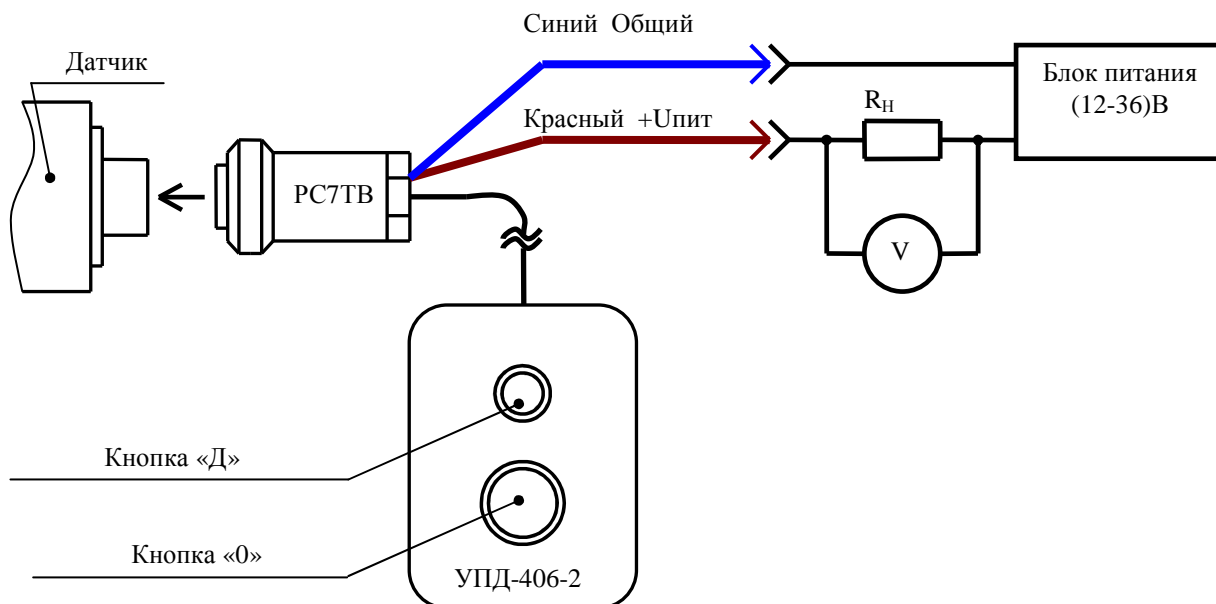 Синий Общий
Датчик
Блок питания
(12-36)В
RН
Красный +Uпит
РС7ТВ
V
Кнопка «Д»
Кнопка «0»
УПД-406-2